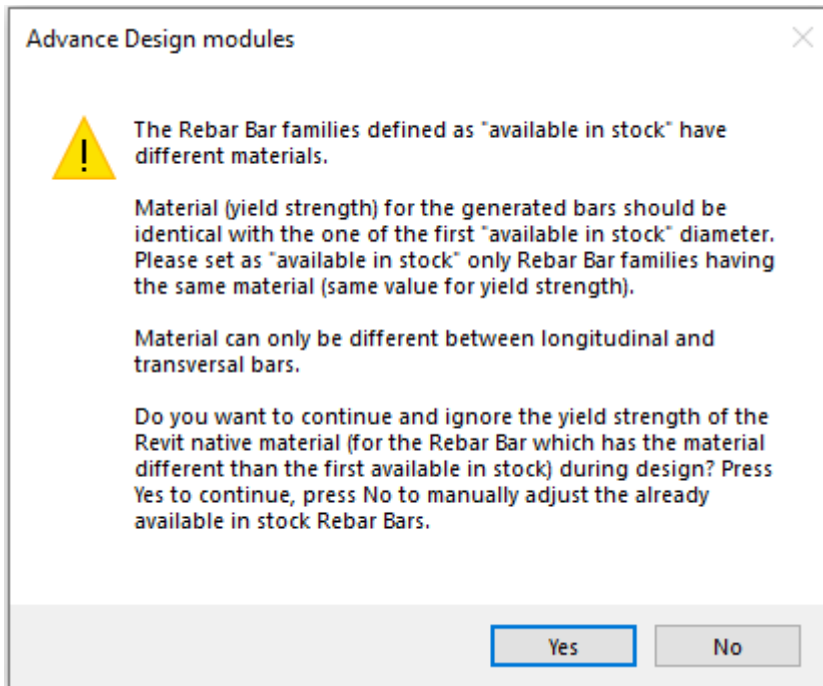 Advance Design modules
The Rebar Bar families defined as "available in stock" have
different materials.
Material (yield strength) for the generated bars should be
identical with the one of the first "available in stock" diameter.
Please set as "available in stock" only Rebar Bar families having
the same material (same value for yield strength).
Material can only be different between longitudinal and
transversal bars.
Do you want to continue and ignore the yield strength of the
Revit native material (for the Rebar Bar which has the material
different than the first available in stock) during design? Press
Yes to continue, press No to manually adjust the already
available in stock Rebar Bars.
Yes
No